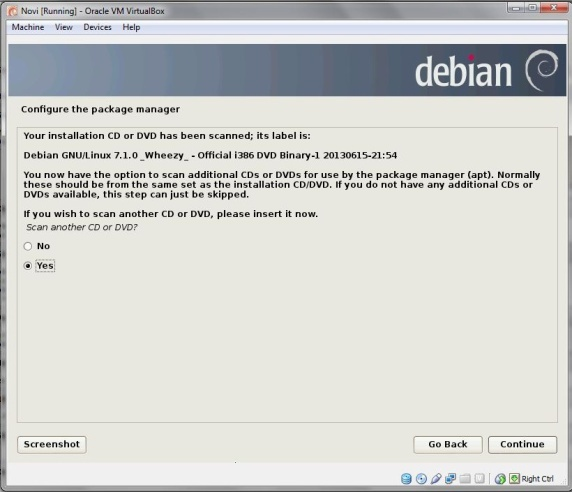 Novi [Running] - Oracle VM VirtualBox
Machine View Devices Help
debian
Configure the package manager
Your installation CD or DVD has been scanned; its label is:
Debian GNU/Linux 7.1.0 _Wheezy_ - Official i386 DVD Binary-1 20130615-21:54
You now have the option to scan additional CDs or DVDs for use by the package manager (apt). Normally
these should be from the same set as the installation CD/DVD. If you do not have any additional CDs or
DVDs available, this step can just be skipped.
If you wish to scan another CD or DVD, please insert it now.
Scan another CD or DVD?
No
Yes
Screenshot
Go Back
Continue
Right Ctrl